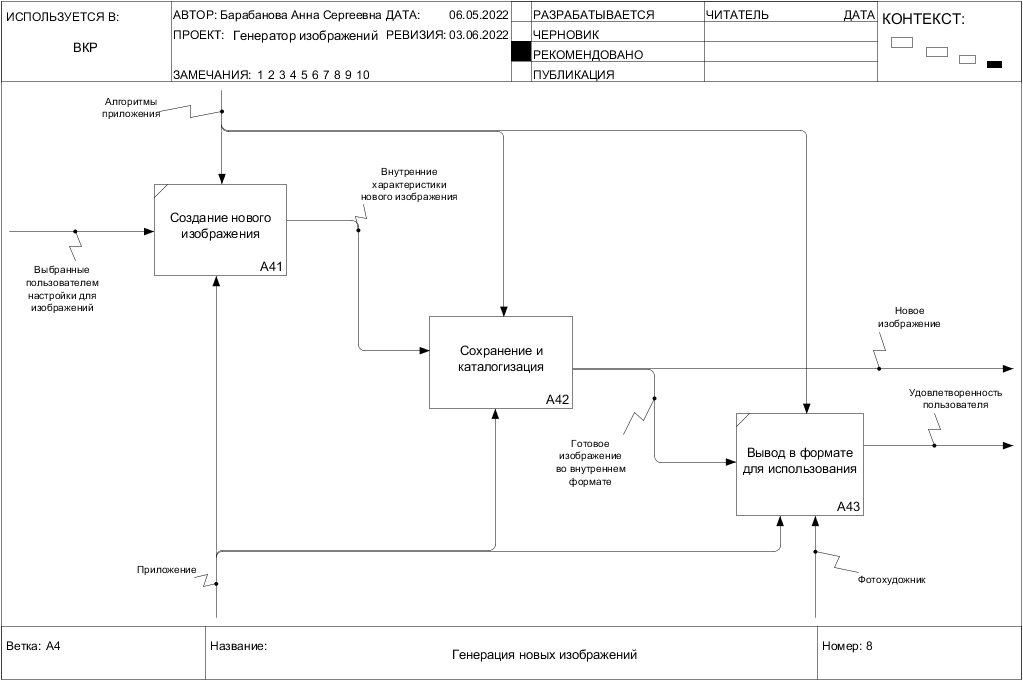 ИСПОЛЬЗУЕТСЯ В:
ВКР
АВТОР: Барабанова Анна Сергеевна ДАТА: 06.05.2022
ПРОЕКТ: Генератор изображений РЕВИЗИЯ: 03.06.2022
ЗАМЕЧАНИЯ: 1 2 3 4 5 6 7 8 9 10
РАЗРАБАТЫВАЕТСЯ
ЧЕРНОВИК
РЕКОМЕНДОВАНО
ПУБЛИКАЦИЯ
ЧИТАТЕЛЬ ДАТА
КОНТЕКСТ:
Алгоритмы
приложения
Внутренние
характеристики
нового изображения
Создание нового
изображения
A41
Выбранные
пользователем
настройки для
изображений
Новое
изображение
Сохранение и
каталогизация
A42
Удовлетворенность
пользователя
Готовое
изображение
во внутреннем
формате
Вывод в формате
для использования
A43
Приложение
Фотохудожник
Ветка: A4
Название:
Генерация новых изображений
Номер: 8